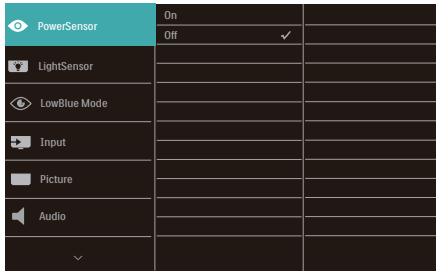 PowerSensor
On
Off
LightSensor
LowBlue Mode
Input
Picture
Audio